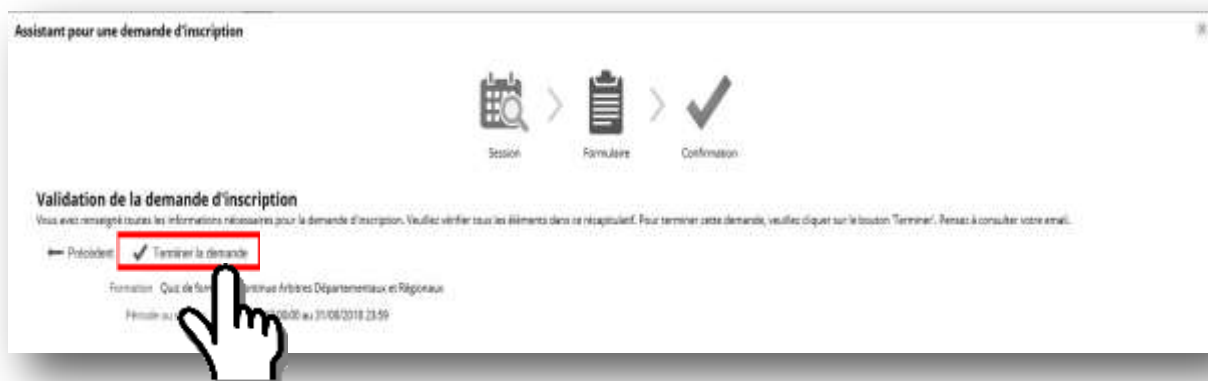 Assistant pour une demande d'inscription
Session
Formulaire
Confirmation
Validation de la demande d'inscription
Vous avez renseigné toutes les informations nécessaires pour la demande d'inscription. Veuillez vérifier tous les éléments dans ce récapitulatif. Pour terminer cette demande, veuillez cliquer sur le bouton 'Terminer'. Pensez à consulter votre email.
Précédent
Terminer la demande
Formation Quiz de Arbitres Départementaux et Régionaux
Période au 31/08/2018 23:59